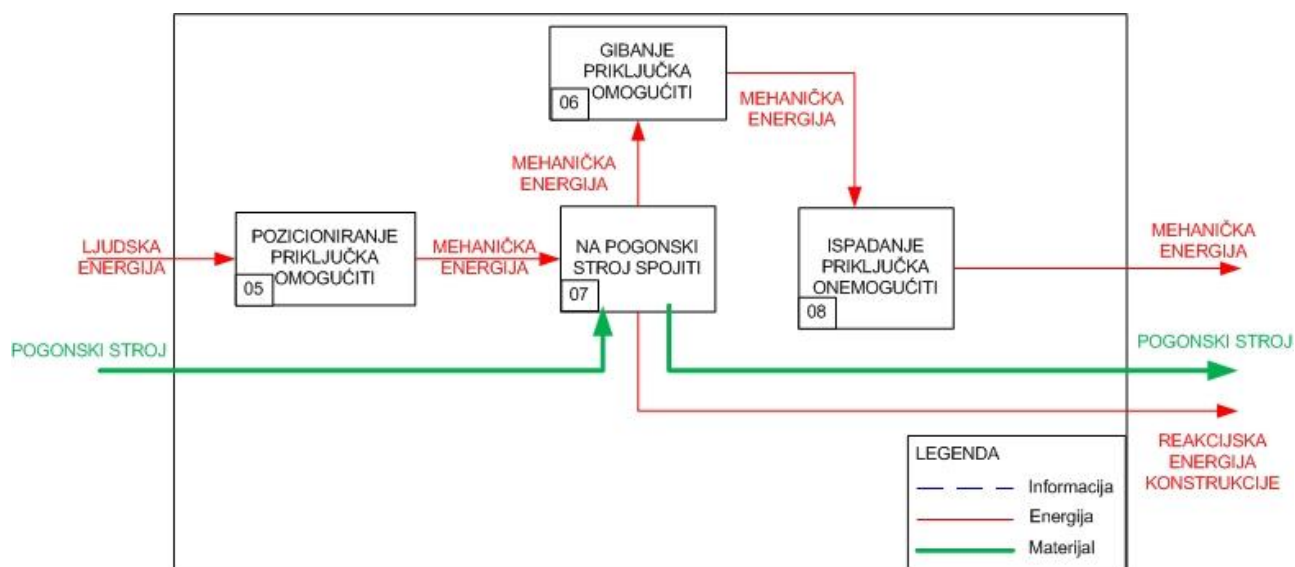 GIBANJE
PRIKLJUČKA
OMOGUĆITI
06
MEHANIČKA
ENERGIJA
MEHANIČKA
ENERGIJA
LJUDSKA
ENERGIJA
POZICIONIRANJE
PRIKLJUČKA
OMOGUĆITI
05
MEHANIČKA
ENERGIJA
NA POGONSKI
STROJ SPOJITI
07
ISPADANJE
PRIKLJUČKA
ONEMOGUĆITI
08
MEHANIČKA
ENERGIJA
POGONSKI STROJ
POGONSKI STROJ
REAKCIJSKA
ENERGIJA
KONSTRUKCIJE
LEGENDA
Informacija
Energija
Materijal